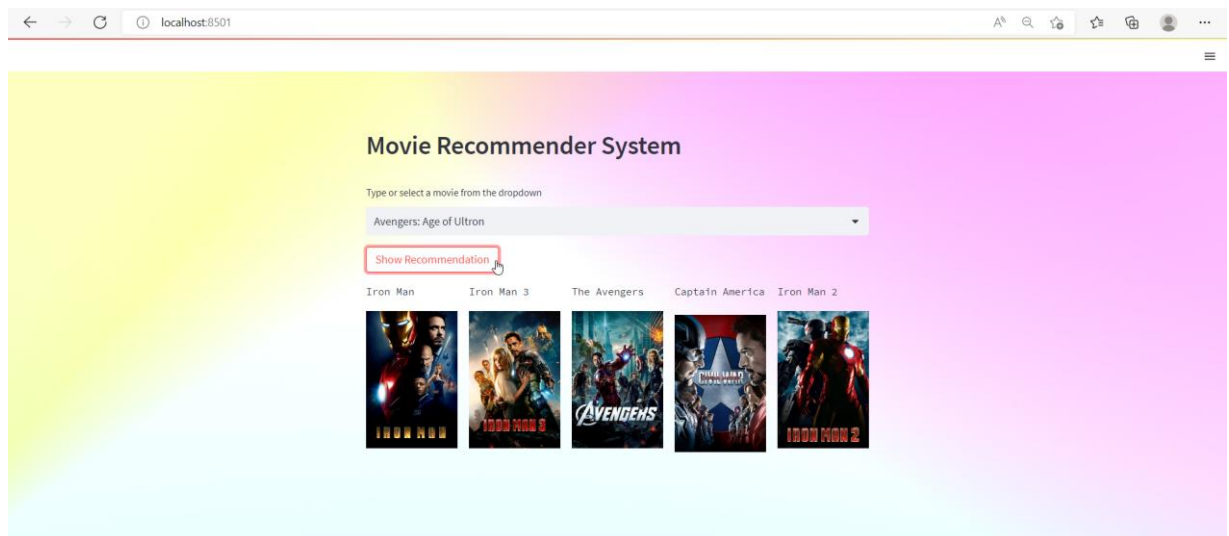 localhost:8501
Movie Recommender System
Type or select a movie from the dropdown
Avengers: Age of Ultron
Show Recommendation
Iron Man Iron Man 3 The Avengers Captain America Iron Man 2
IRON MAN IRON MAN 3 AVENGERS CIVIL WAR IRON MAN 2